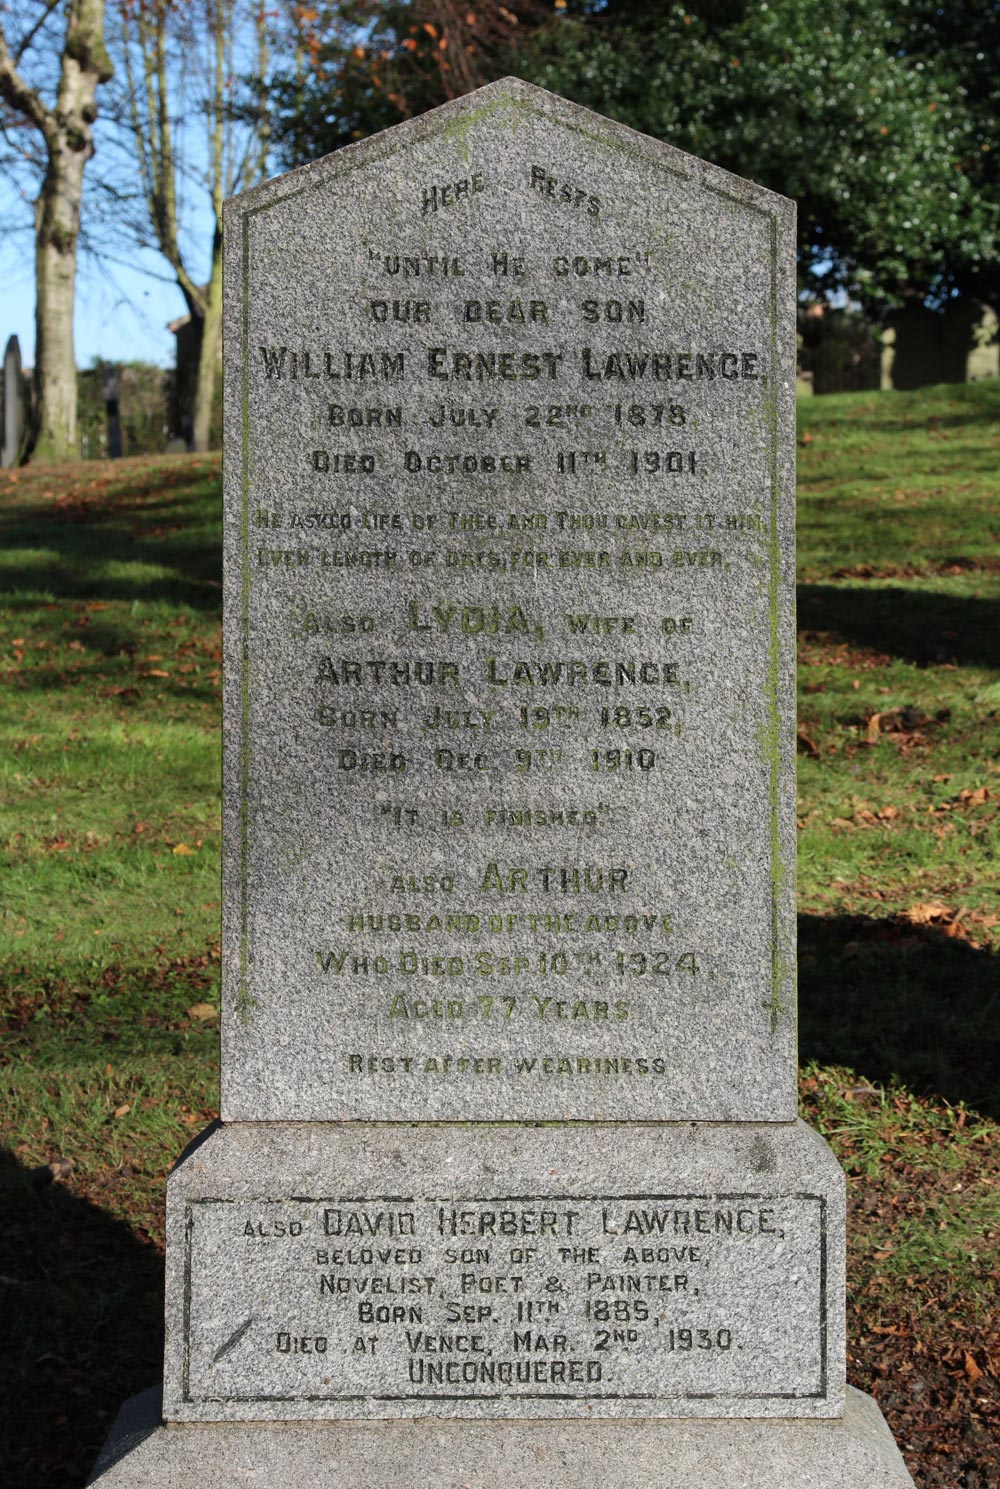 HERE RESTS
"UNTIL HE COME"
OUR DEAR SON
WILLIAM ERNEST LAWRENCE,
BORN JULY 22ND 1878,
DIED OCTOBER 11TH 1901.
HE ASKED LIFE OF THEE, AND THOU GAVEST IT HIM,
EVEN LENGTH OF DAYS, FOR EVER AND EVER.
ALSO LYDIA, WIFE OF
ARTHUR LAWRENCE,
BORN JULY 19TH 1852,
DIED DEC. 9TH 1910
"IT IS FINISHED."
ALSO ARTHUR
HUSBAND OF THE ABOVE
WHO DIED SEP. 10TH 1924,
AGED 77 YEARS
REST AFTER WEARINESS
ALSO DAVID HERBERT LAWRENCE,
BELOVED SON OF THE ABOVE,
NOVELIST, POET & PAINTER,
BORN SEP. 11TH 1885,
DIED AT VENCE, MAR. 2ND 1930.
UNCONQUERED.